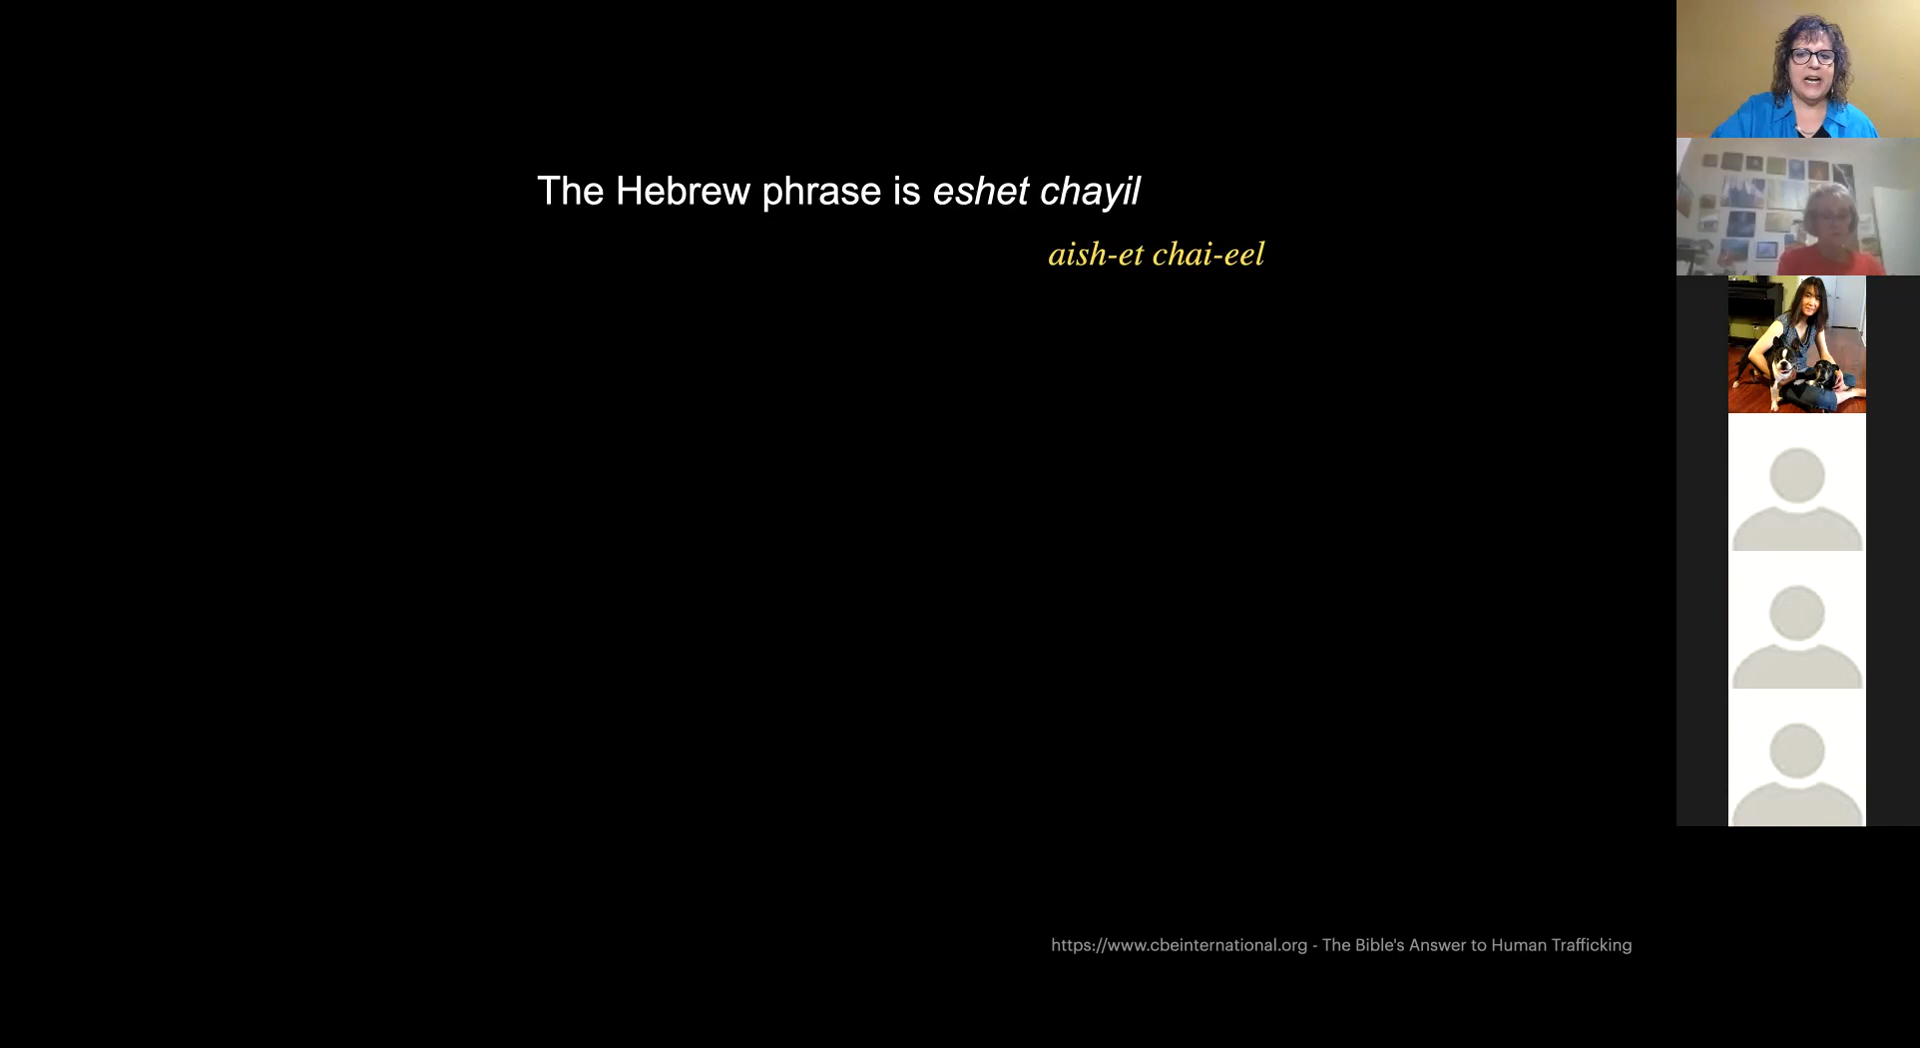 The Hebrew phrase is eshet chayil
aish-et chai-eel
https://www.cbeinternational.org - The Bible's Answer to Human Trafficking